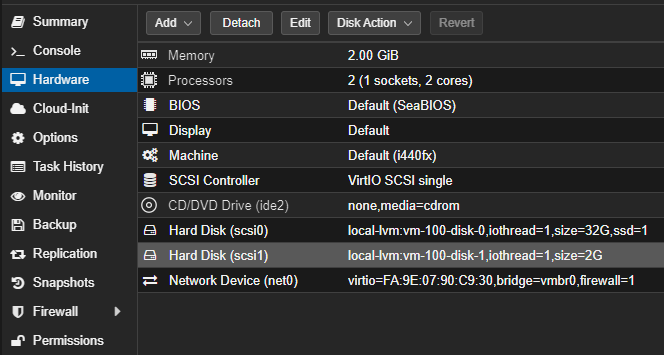 Summary
Console
Hardware
Cloud-Init
Options
Task History
Monitor
Backup
Replication
Snapshots
Firewall
Permissions
Add Detach Edit Disk Action Revert
Memory 2.00 GiB
Processors 2 (1 sockets, 2 cores)
BIOS Default (SeaBIOS)
Display Default
Machine Default (i440fx)
SCSI Controller VirtIO SCSI single
CD/DVD Drive (ide2) none,media=cdrom
Hard Disk (scsi0) local-lvm:vm-100-disk-0,iothread=1,size=32G,ssd=1
Hard Disk (scsi1) local-lvm:vm-100-disk-1,iothread=1,size=2G
Network Device (net0) virtio=FA:9E:07:90:C9:30,bridge=vmbr0,firewall=1